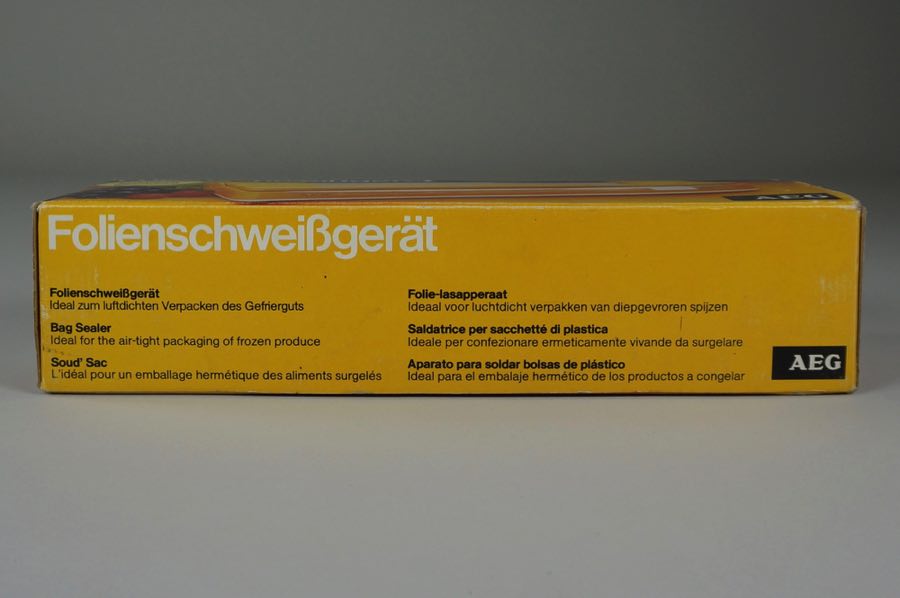 AEG
Folienschweißgerät
Folienschweißgerät
Ideal zum luftdichten Verpacken des Gefrierguts
Bag Sealer
Ideal for the air-tight packaging of frozen produce
Soud' Sac
L'idéal pour un emballage hermétique des aliments surgelés
Folie-lasapperaat
Ideaal voor luchtdicht verpakken van diepgevroren spijzen
Saldatrice per sacchetté di plastica
Ideale per confezionare ermeticamente vivande da surgelare
Aparato para soldar bolsas de plástico
Ideal para el embalaje hermético de los productos a congelar
AEG